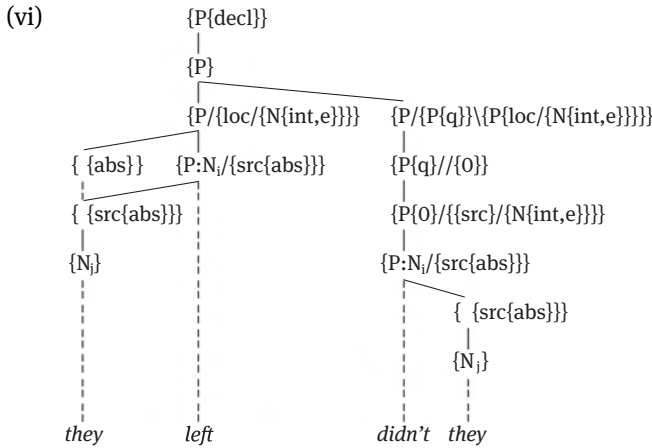 (vi)
{P{decl}}
{P}
{P/{loc/{N{int,e}}}} {P/{P{q}}\{P{loc/{N{int,e}}}}}
{ {abs}} {P:Nᵢ/{src{abs}}} {P{q}//{0}}
{ {src{abs}}} {P{0}/{{src}/{N{int,e}}}}
{Nⱼ} {P:Nᵢ/{src{abs}}}
{ {src{abs}}}
{Nⱼ}
they left didn't they